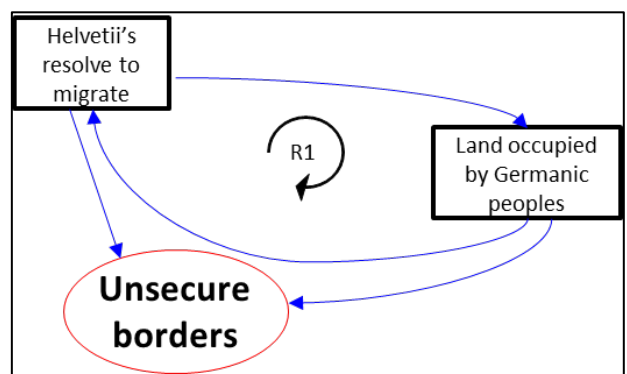 Helvetii's
resolve to
migrate
R1
Land occupied
by Germanic
peoples
Unsecure
borders